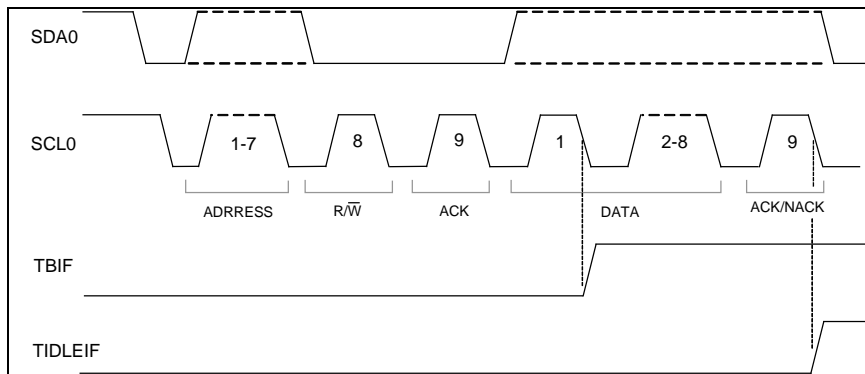 SDA0
SCL0
1-7 8 9 1 2-8 9
ADRRESS R/W̅ ACK DATA ACK/NACK
TBIF
TIDLEIF